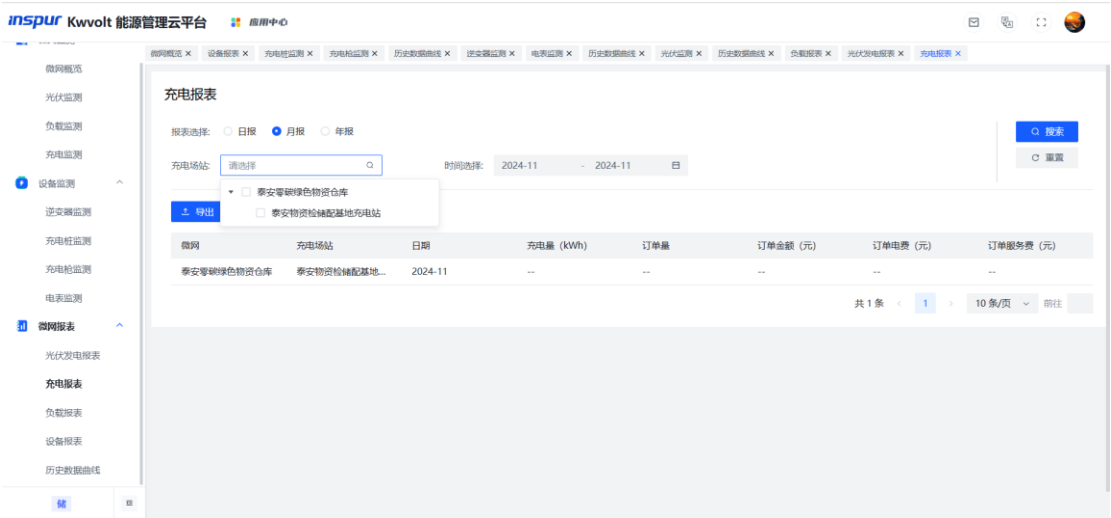 inspur Kwvolt 能源管理云平台 应用中心
微网概览 × 设备报表 × 充电桩监测 × 充电枪监测 × 历史数据曲线 × 逆变器监测 × 电表监测 × 历史数据曲线 × 光伏监测 × 历史数据曲线 × 负载报表 × 光伏发电报表 × 充电报表 ×
微网概览
光伏监测
负载监测
充电监测
设备监测
逆变器监测
充电桩监测
充电枪监测
电表监测
微网报表
光伏发电报表
充电报表
负载报表
设备报表
历史数据曲线
储
充电报表
报表选择: 日报 月报 年报 搜索
充电场站: 请选择 时间选择: 2024-11 - 2024-11 重置
泰安零碳绿色物资仓库
导出 泰安物资检储配基地充电站
微网 充电场站 日期 充电量 (kWh) 订单量 订单金额 (元) 订单电费 (元) 订单服务费 (元)
泰安零碳绿色物资仓库 泰安物资检储配基地... 2024-11 -- -- -- -- --
共 1 条 < 1 > 10 条/页 前往